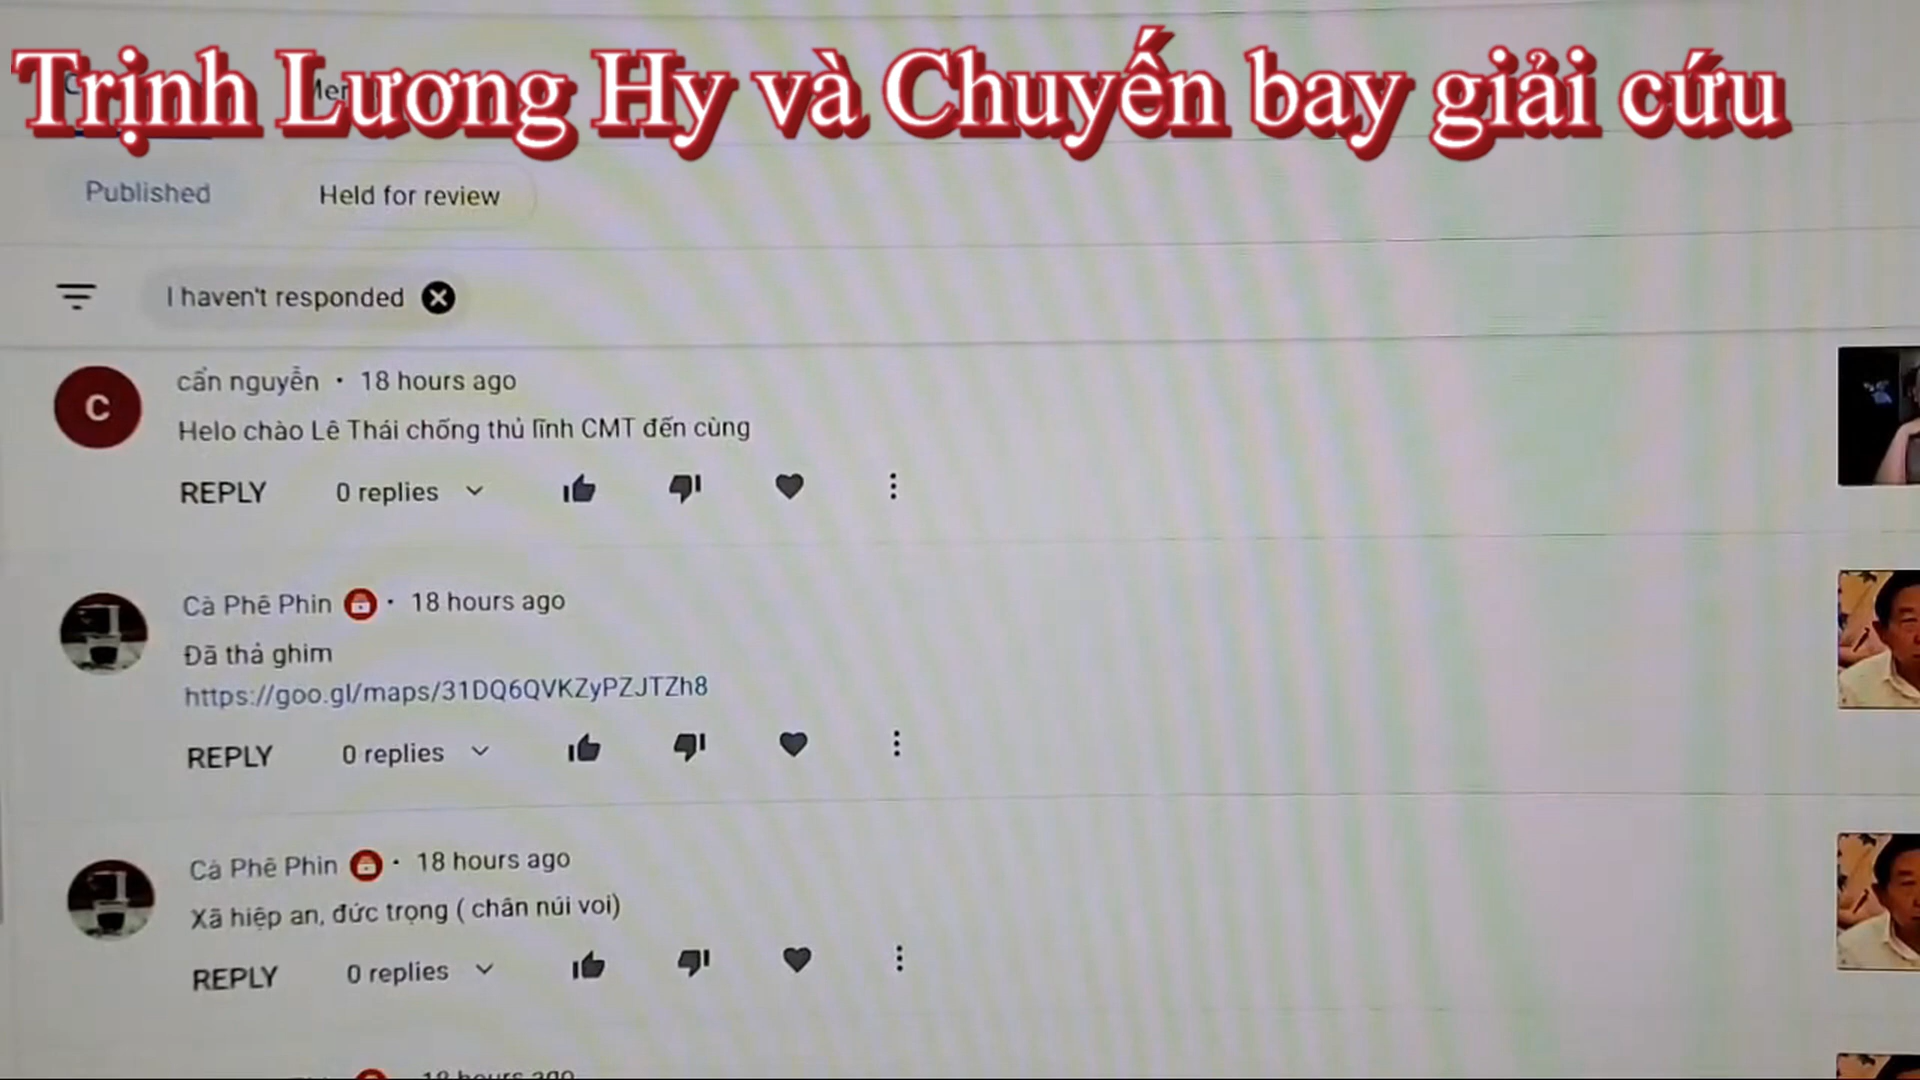 Trịnh Lương Hy và Chuyến bay giải cứu
Published
Held for review
I haven't responded
cẩn nguyễn · 18 hours ago
Helo chào Lê Thái chống thủ lĩnh CMT đến cùng
REPLY 0 replies
Cà Phê Phin · 18 hours ago
Đã thả ghim
https://goo.gl/maps/31DQ6QVKZyPZJTZh8
REPLY 0 replies
Cà Phê Phin · 18 hours ago
Xã hiệp an, đức trọng ( chân núi voi)
REPLY 0 replies
18 hours ago